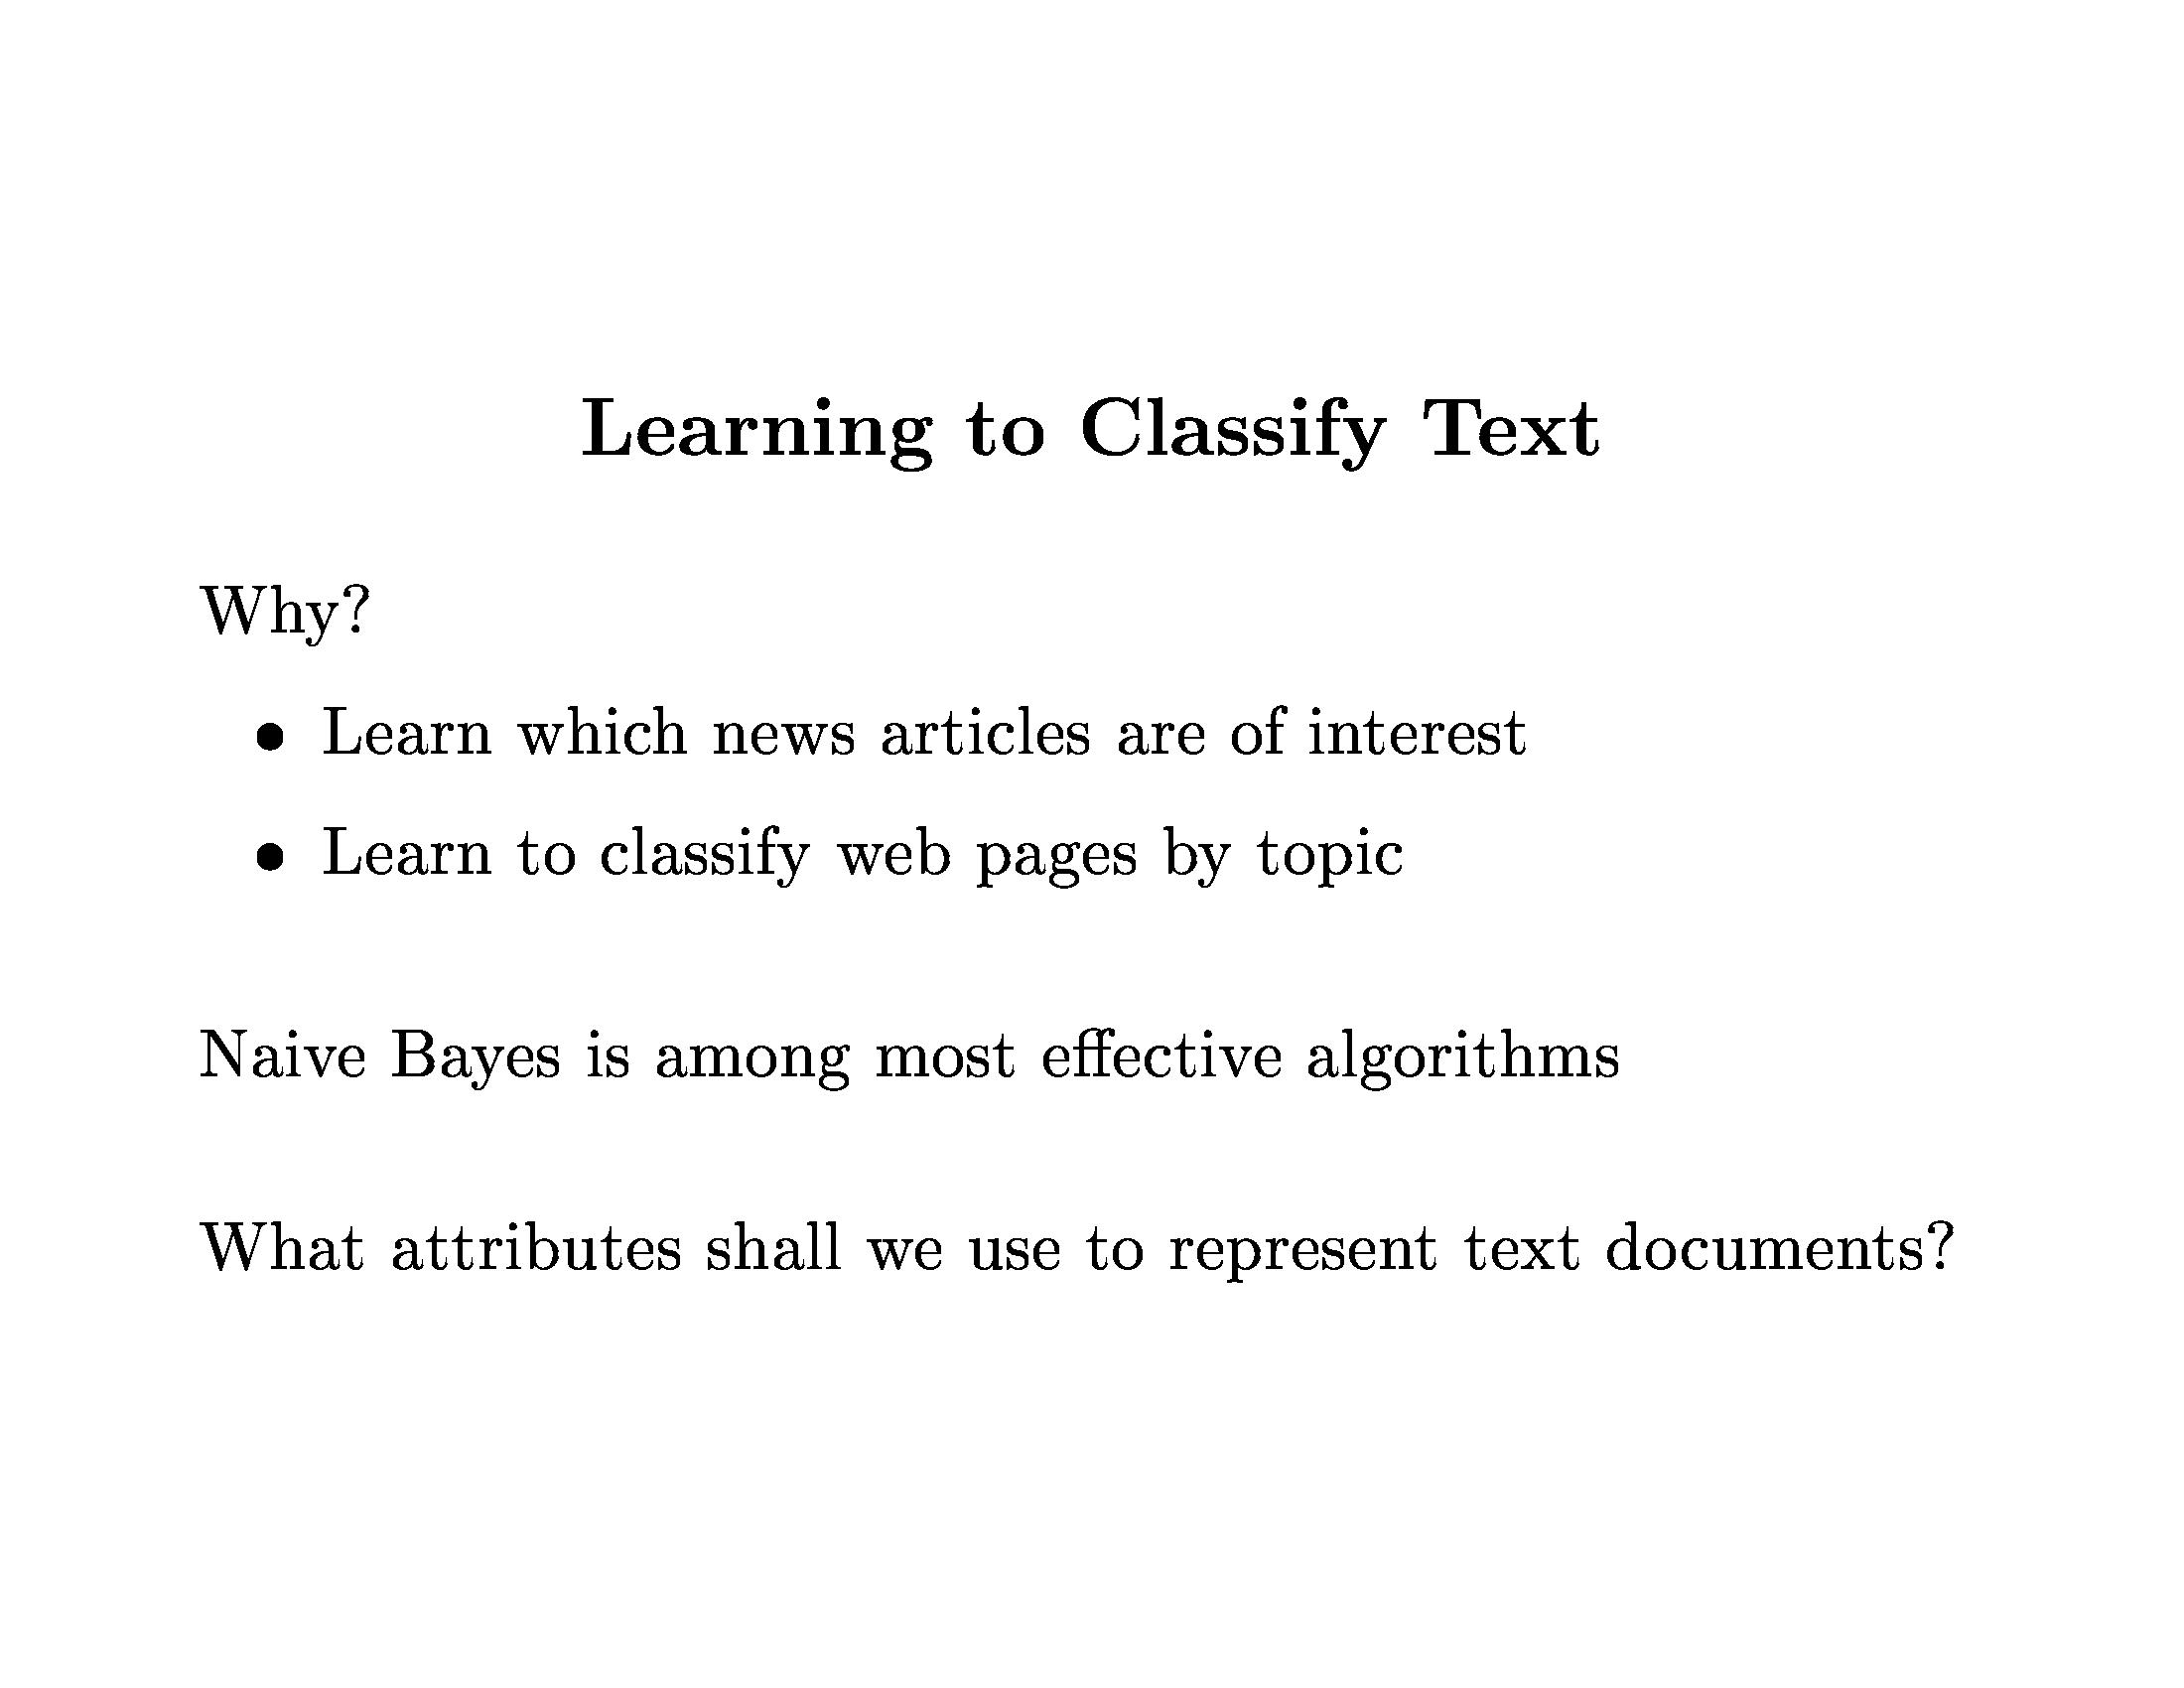 Learning to Classify Text
Why?
• Learn which news articles are of interest
• Learn to classify web pages by topic
Naive Bayes is among most effective algorithms
What attributes shall we use to represent text documents?